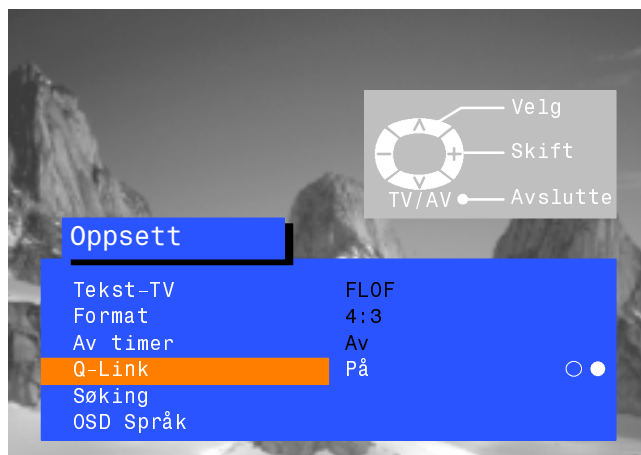 Velg
Skift
TV/AV Avslutte
Oppsett
Tekst-TV FLOF
Format 4:3
Av timer Av
Q-Link På
Søking
OSD Språk